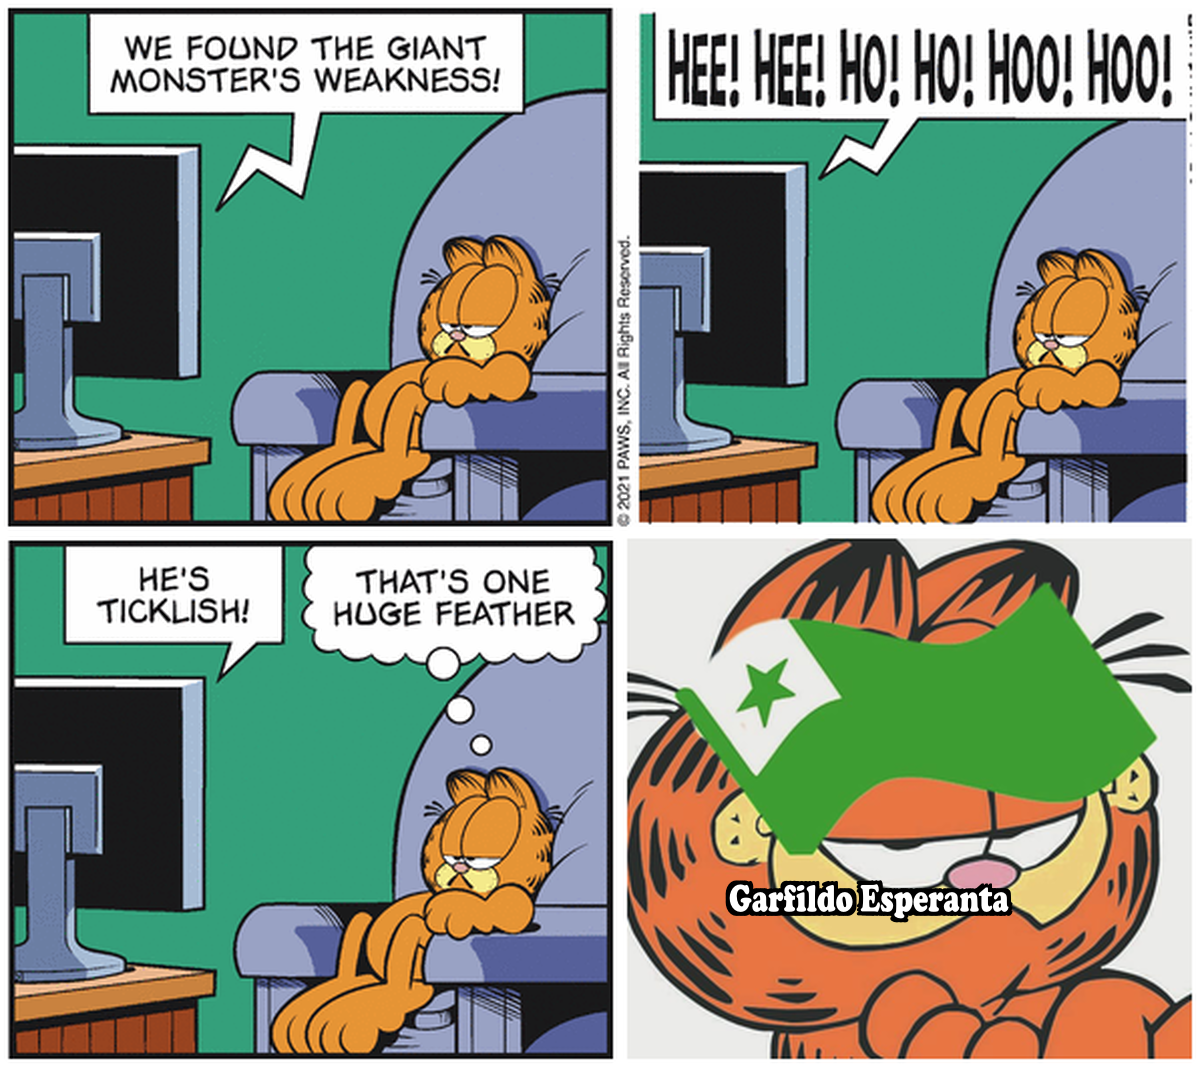 WE FOUND THE GIANT
MONSTER'S WEAKNESS!
© 2021 PAWS, INC. All Rights Reserved.
HEE! HEE! HO! HO! HOO! HOO!
HE'S
TICKLISH!
THAT'S ONE
HUGE FEATHER
Garfildo Esperanta